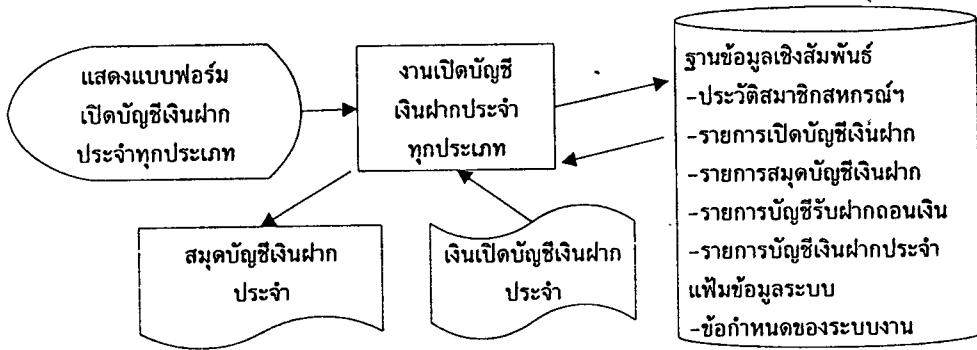 แสดงแบบฟอร์ม
เปิดบัญชีเงินฝาก
ประจำทุกประเภท
งานเปิดบัญชี
เงินฝากประจำ
ทุกประเภท
ฐานข้อมูลเชิงสัมพันธ์
-ประวัติสมาชิกสหกรณ์ฯ
-รายการเปิดบัญชีเงินฝาก
-รายการสมุดบัญชีเงินฝาก
-รายการบัญชีรับฝากถอนเงิน
-รายการบัญชีเงินฝากประจำ
แฟ้มข้อมูลระบบ
-ข้อกำหนดของระบบงาน
สมุดบัญชีเงินฝาก
ประจำ
เงินเปิดบัญชีเงินฝาก
ประจำ